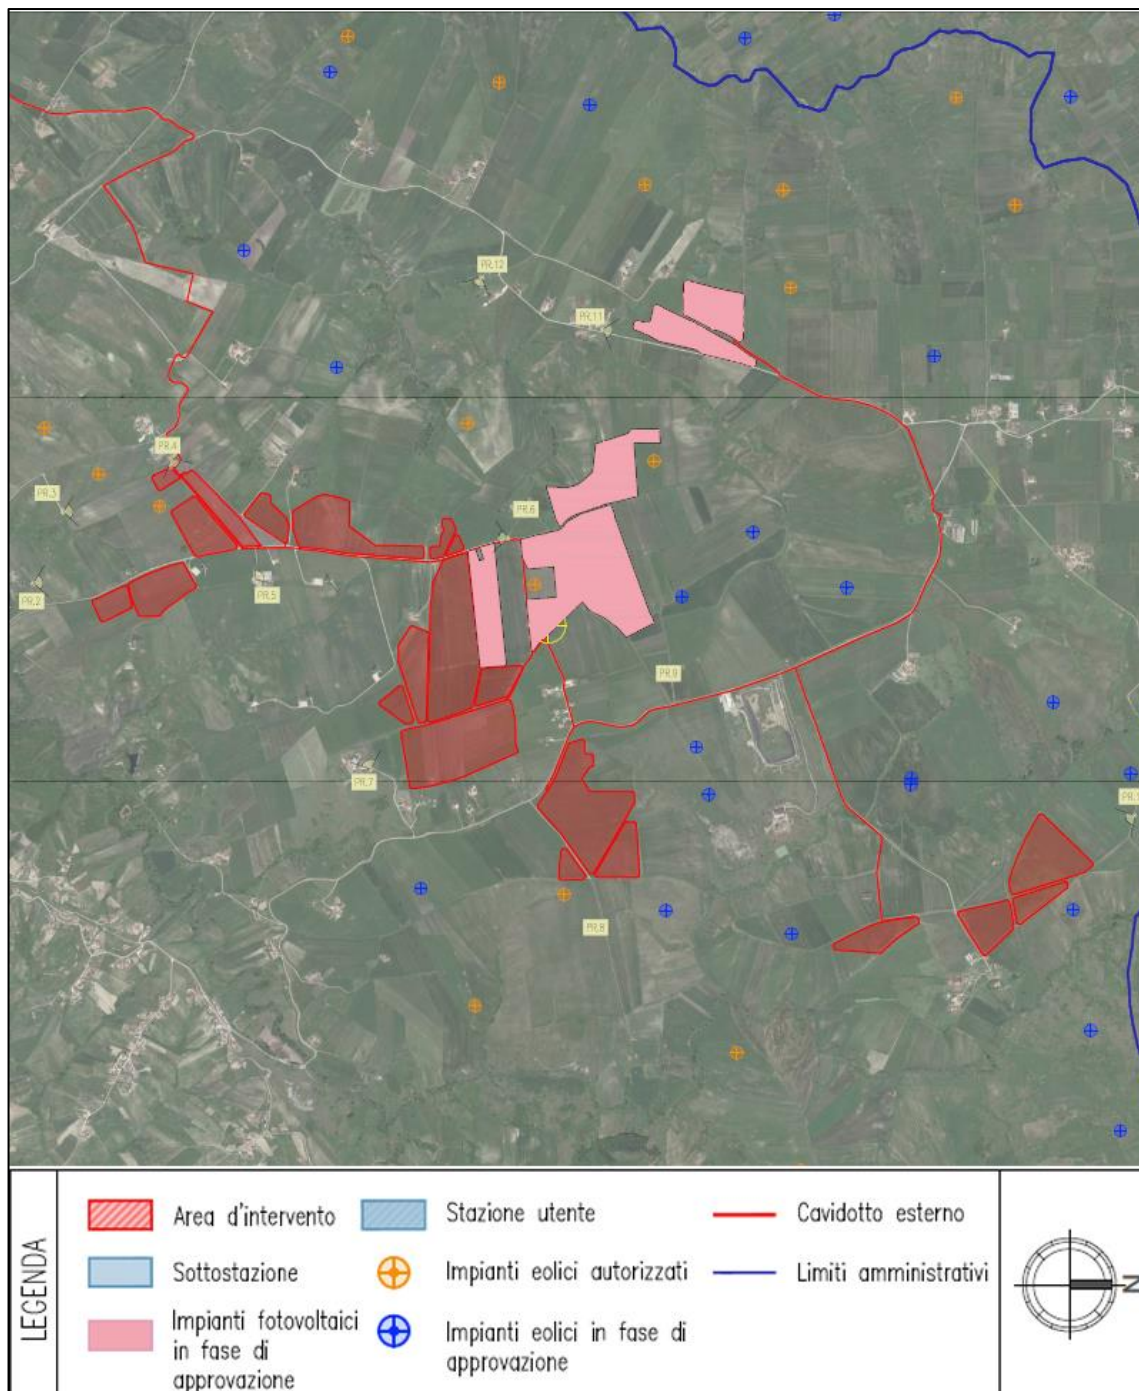 PR.12
PR.11
PR.4
PR.3
PR.6
PR.2
PR.5
PR.9
PR.7
PR.1
PR.8
LEGENDA
Area d'intervento
Sottostazione
Impianti fotovoltaici
in fase di
approvazione
Stazione utente
Impianti eolici autorizzati
Impianti eolici in fase di
approvazione
Cavidotto esterno
Limiti amministrativi
N